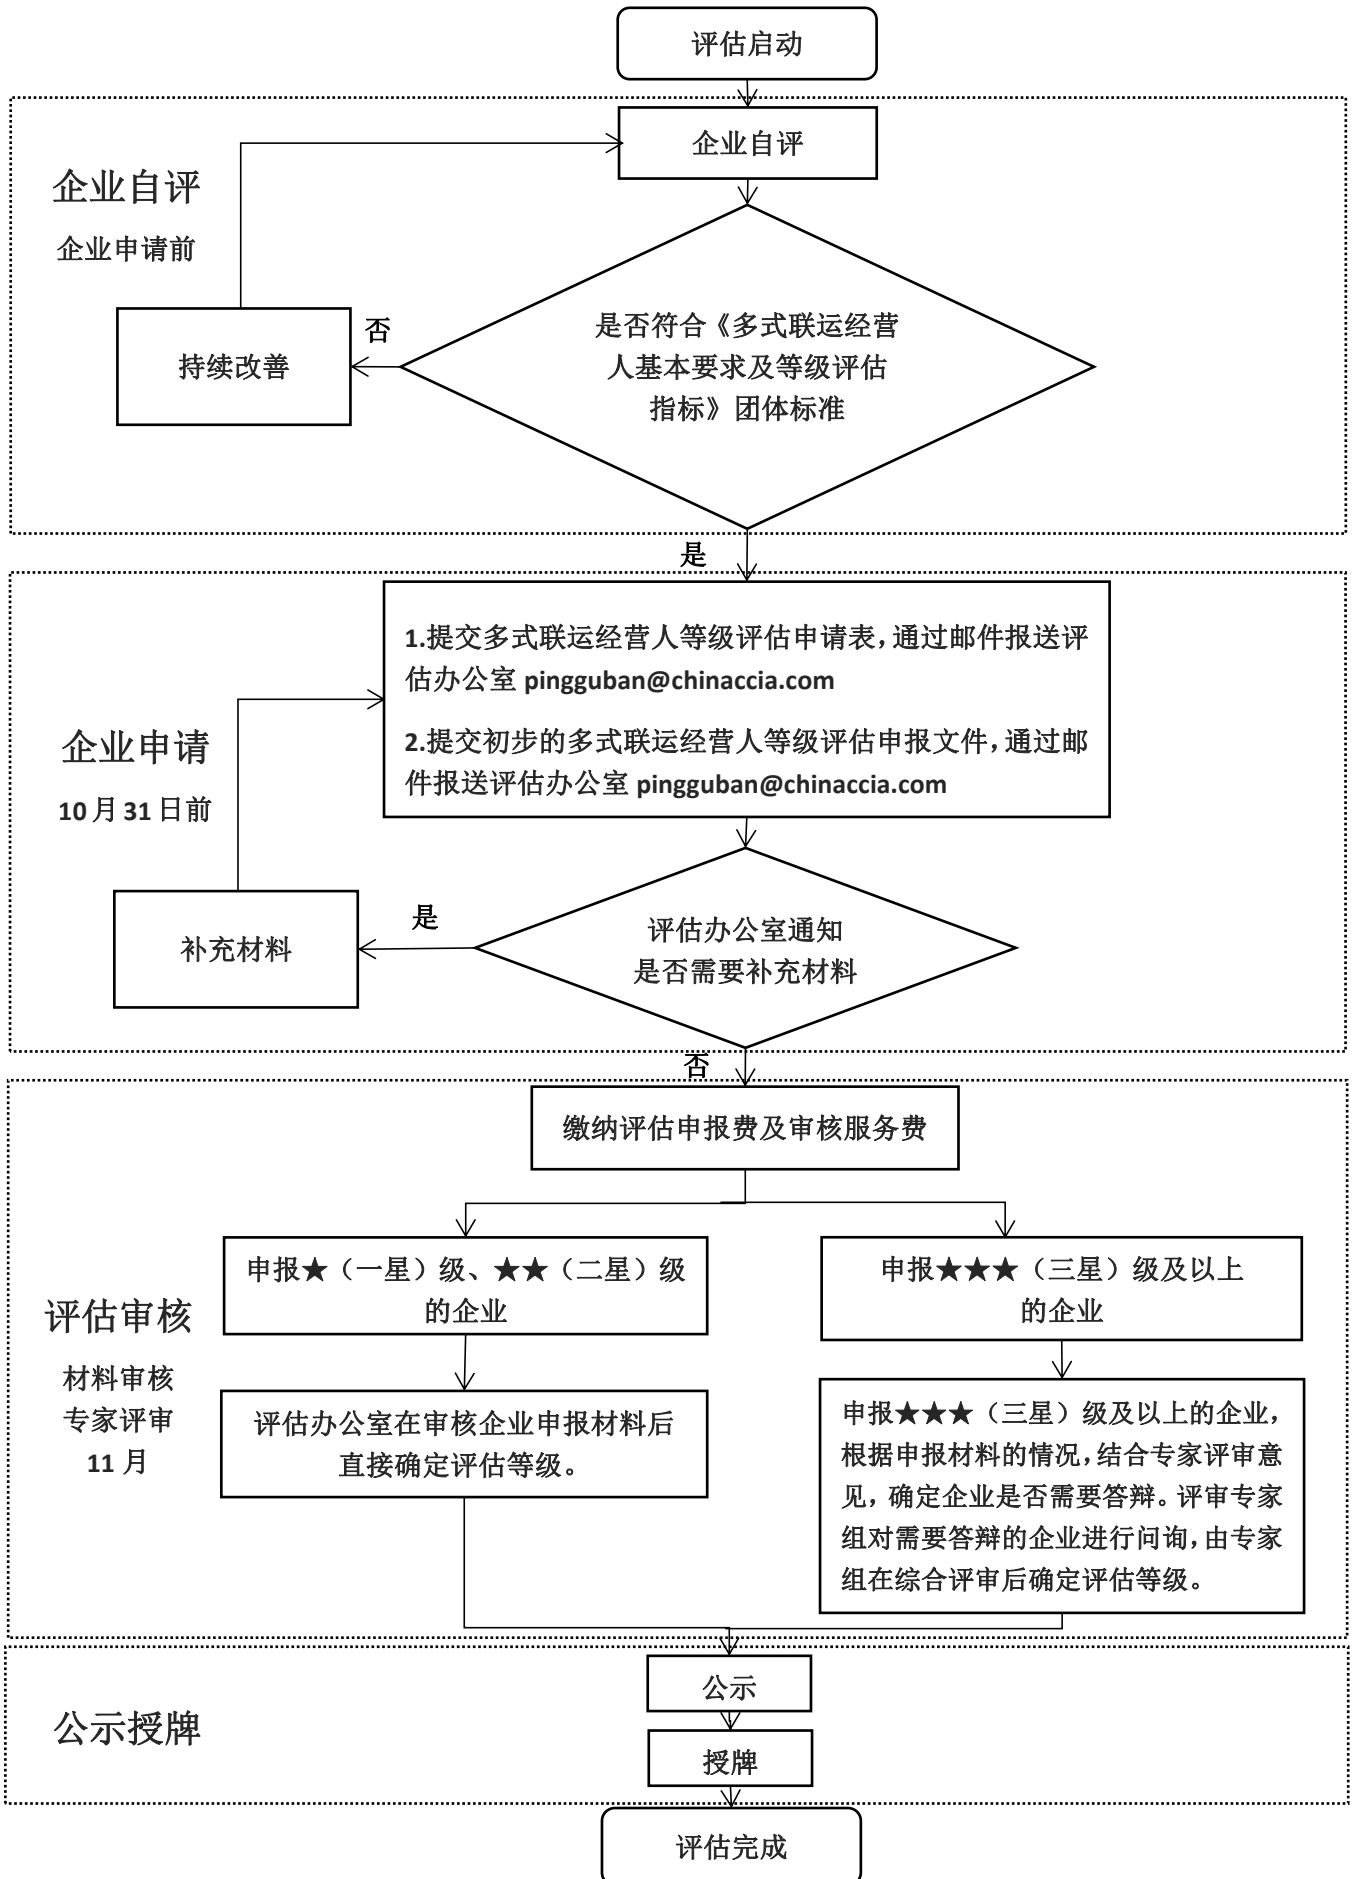 评估启动
企业自评
企业自评
企业申请前
是否符合《多式联运经营
人基本要求及等级评估
指标》团体标准
否
持续改善
是
1.提交多式联运经营人等级评估申请表，通过邮件报送评
估办公室 pingguban@chinaccia.com
2.提交初步的多式联运经营人等级评估申报文件，通过邮
件报送评估办公室 pingguban@chinaccia.com
企业申请
10 月 31 日前
评估办公室通知
是否需要补充材料
是
补充材料
否
缴纳评估申报费及审核服务费
申报★（一星）级、★★（二星）级
的企业
申报★★★（三星）级及以上
的企业
评估审核
材料审核
专家评审
11 月
评估办公室在审核企业申报材料后
直接确定评估等级。
申报★★★（三星）级及以上的企业，
根据申报材料的情况，结合专家评审意
见，确定企业是否需要答辩。评审专家
组对需要答辩的企业进行问询，由专家
组在综合评审后确定评估等级。
公示授牌
公示
授牌
评估完成